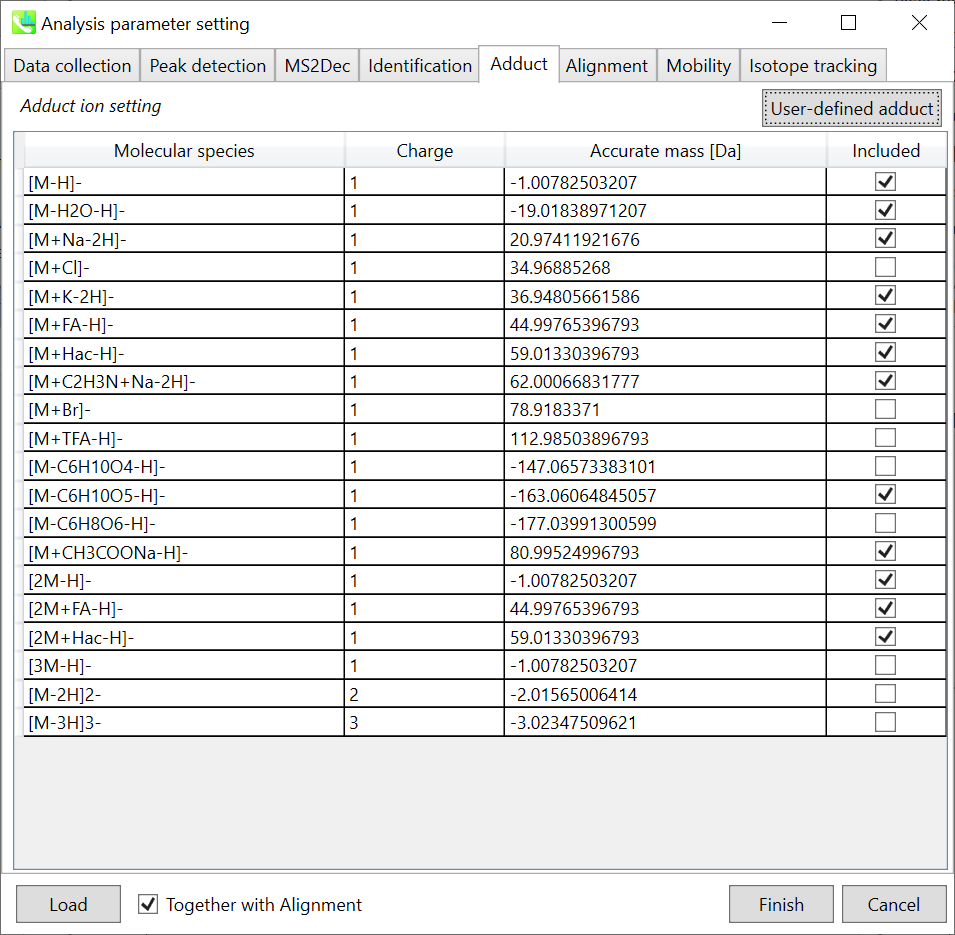 Analysis parameter setting
Data collection Peak detection MS2Dec Identification Adduct Alignment Mobility Isotope tracking
Adduct ion setting
User-defined adduct
Molecular species Charge Accurate mass [Da] Included
[M-H]- 1 -1.00782503207
[M-H2O-H]- 1 -19.01838971207
[M+Na-2H]- 1 20.97411921676
[M+Cl]- 1 34.96885268
[M+K-2H]- 1 36.94805661586
[M+FA-H]- 1 44.99765396793
[M+Hac-H]- 1 59.01330396793
[M+C2H3N+Na-2H]- 1 62.00066831777
[M+Br]- 1 78.9183371
[M+TFA-H]- 1 112.98503896793
[M-C6H10O4-H]- 1 -147.06573383101
[M-C6H10O5-H]- 1 -163.06064845057
[M-C6H8O6-H]- 1 -177.03991300599
[M+CH3COONa-H]- 1 80.99524996793
[2M-H]- 1 -1.00782503207
[2M+FA-H]- 1 44.99765396793
[2M+Hac-H]- 1 59.01330396793
[3M-H]- 1 -1.00782503207
[M-2H]2- 2 -2.01565006414
[M-3H]3- 3 -3.02347509621
Load Together with Alignment Finish Cancel